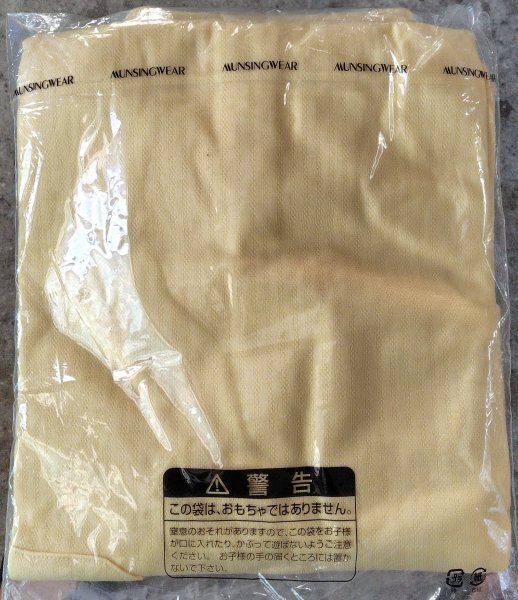 MUNSINGWEAR MUNSINGWEAR MUNSINGWEAR MUNSINGWEAR MUNSINGWEAR
警告
この袋は、おもちゃではありません。
窒息のおそれがありますので、この袋をお子様
が口に入れたり、かぶって遊ばないようご注意
ください。 お子様の手の届くところには置か
ないで下さい。